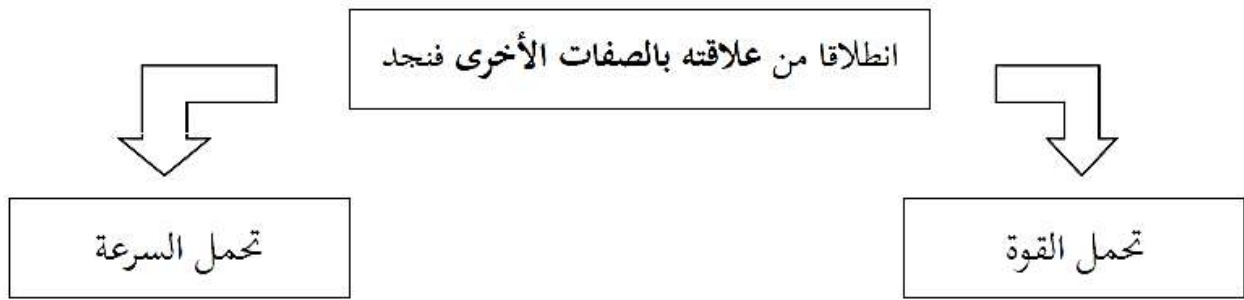 انطلاقا من علاقته بالصفات الأخرى فنجد
تحمل القوة
تحمل السرعة